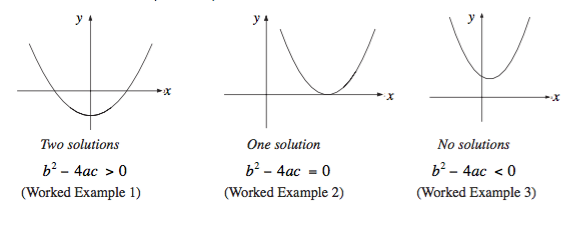 y
x
Two solutions
b² – 4ac > 0
(Worked Example 1)
y
x
One solution
b² – 4ac = 0
(Worked Example 2)
y
x
No solutions
b² – 4ac < 0
(Worked Example 3)